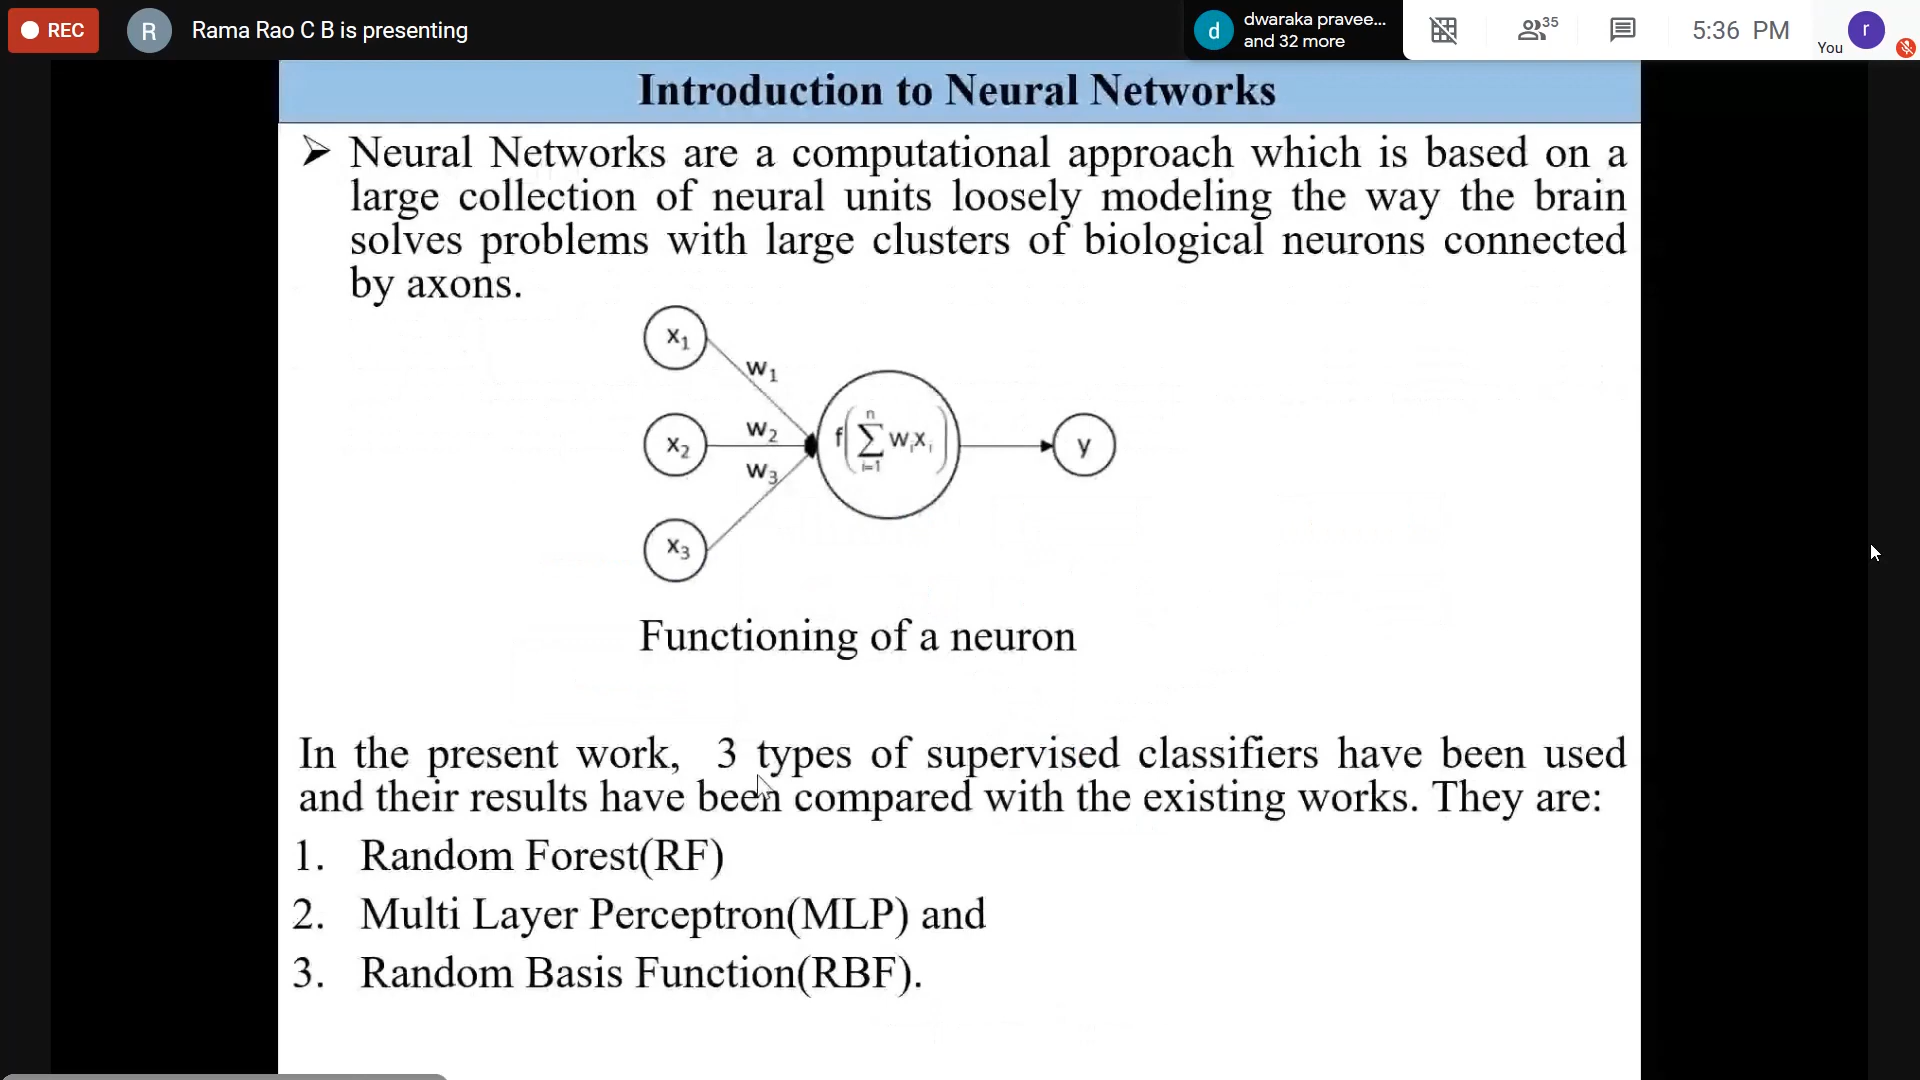 REC
R
Rama Rao C B is presenting
d
dwaraka pravee...
and 32 more
35
5:36 PM
You
r
Introduction to Neural Networks
➢ Neural Networks are a computational approach which is based on a
large collection of neural units loosely modeling the way the brain
solves problems with large clusters of biological neurons connected
by axons.
x₁
w₁
x₂
w₂
w₃
x₃
f(∑ⁿᵢ₌₁ wᵢxᵢ)
y
Functioning of a neuron
In the present work, 3 types of supervised classifiers have been used
and their results have been compared with the existing works. They are:
1. Random Forest(RF)
2. Multi Layer Perceptron(MLP) and
3. Random Basis Function(RBF).